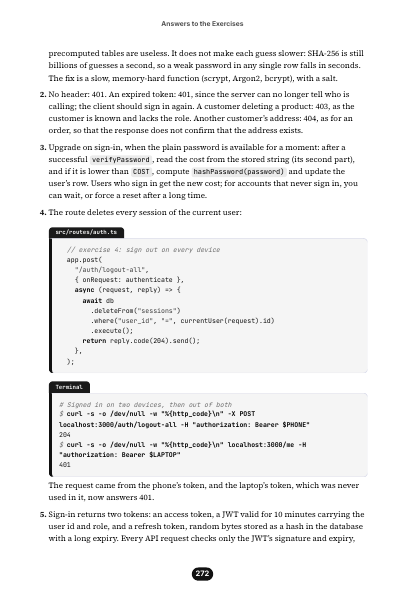 Answers to the Exercises
precomputed tables are useless. It does not make each guess slower: SHA-256 is still
billions of guesses a second, so a weak password in any single row falls in seconds.
The fix is a slow, memory-hard function (scrypt, Argon2, bcrypt), with a salt.
2. No header: 401. An expired token: 401, since the server can no longer tell who is
calling; the client should sign in again. A customer deleting a product: 403, as the
customer is known and lacks the role. Another customer's address: 404, as for an
order, so that the response does not confirm that the address exists.
3. Upgrade on sign-in, when the plain password is available for a moment: after a
successful verifyPassword, read the cost from the stored string (its second part),
and if it is lower than COST, compute hashPassword(password) and update the
user's row. Users who sign in get the new cost; for accounts that never sign in, you
can wait, or force a reset after a long time.
4. The route deletes every session of the current user:
src/routes/auth.ts
// exercise 4: sign out on every device
app.post(
"/auth/logout-all",
{ onRequest: authenticate },
async (request, reply) => {
await db
.deleteFrom("sessions")
.where("user_id", "=", currentUser(request).id)
.execute();
return reply.code(204).send();
},
);
Terminal
# Signed in on two devices, then out of both
$ curl -s -o /dev/null -w "%{http_code}\n" -X POST
localhost:3000/auth/logout-all -H "authorization: Bearer $PHONE"
204
$ curl -s -o /dev/null -w "%{http_code}\n" localhost:3000/me -H
"authorization: Bearer $LAPTOP"
401
The request came from the phone's token, and the laptop's token, which was never
used in it, now answers 401.
5. Sign-in returns two tokens: an access token, a JWT valid for 10 minutes carrying the
user id and role, and a refresh token, random bytes stored as a hash in the database
with a long expiry. Every API request checks only the JWT's signature and expiry,
272